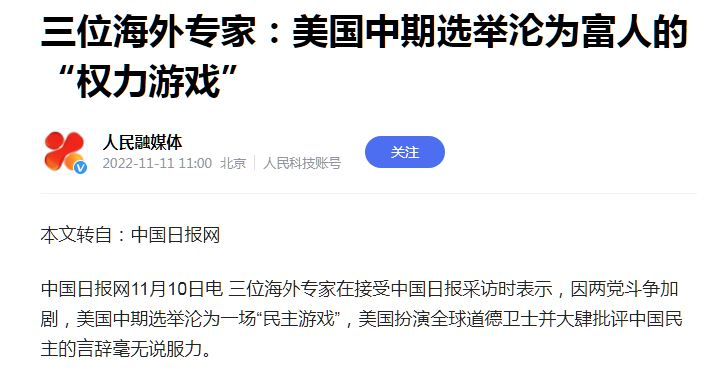 三位海外专家：美国中期选举沦为富人的
“权力游戏”
人民融媒体
2022-11-11 11:00 北京 人民科技账号
关注
本文转自：中国日报网
中国日报网11月10日电 三位海外专家在接受中国日报采访时表示，因两党斗争加
剧，美国中期选举沦为一场“民主游戏”，美国扮演全球道德卫士并大肆批评中国民
主的言辞毫无说服力。